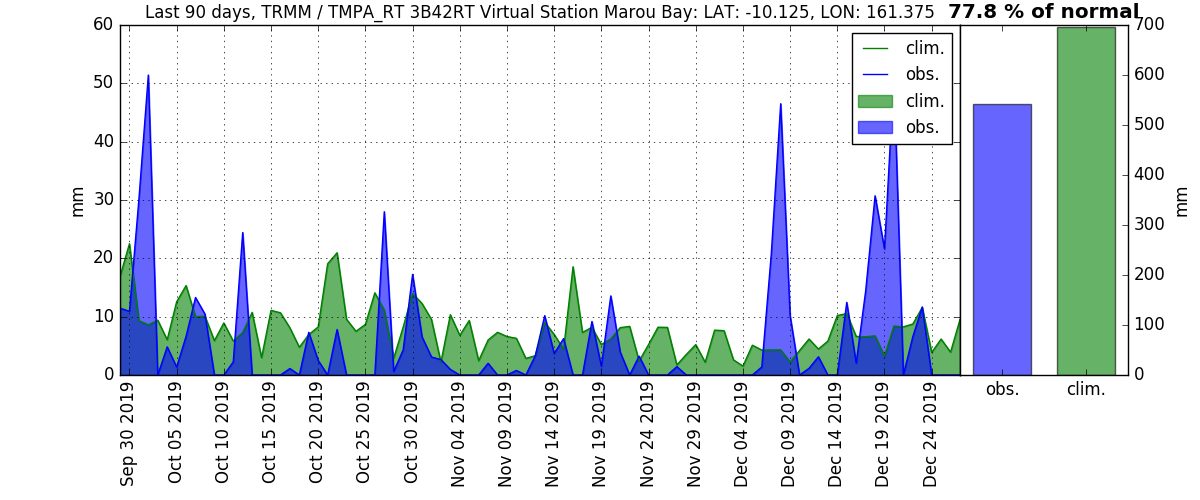 Last 90 days, TRMM / TMPA_RT 3B42RT Virtual Station Marou Bay: LAT: -10.125, LON: 161.375
77.8 % of normal
60
50
40
30
20
10
0
mm
clim.
obs.
clim.
obs.
Sep 30 2019
Oct 05 2019
Oct 10 2019
Oct 15 2019
Oct 20 2019
Oct 25 2019
Oct 30 2019
Nov 04 2019
Nov 09 2019
Nov 14 2019
Nov 19 2019
Nov 24 2019
Nov 29 2019
Dec 04 2019
Dec 09 2019
Dec 14 2019
Dec 19 2019
Dec 24 2019
700
600
500
400
300
200
100
0
mm
obs.
clim.